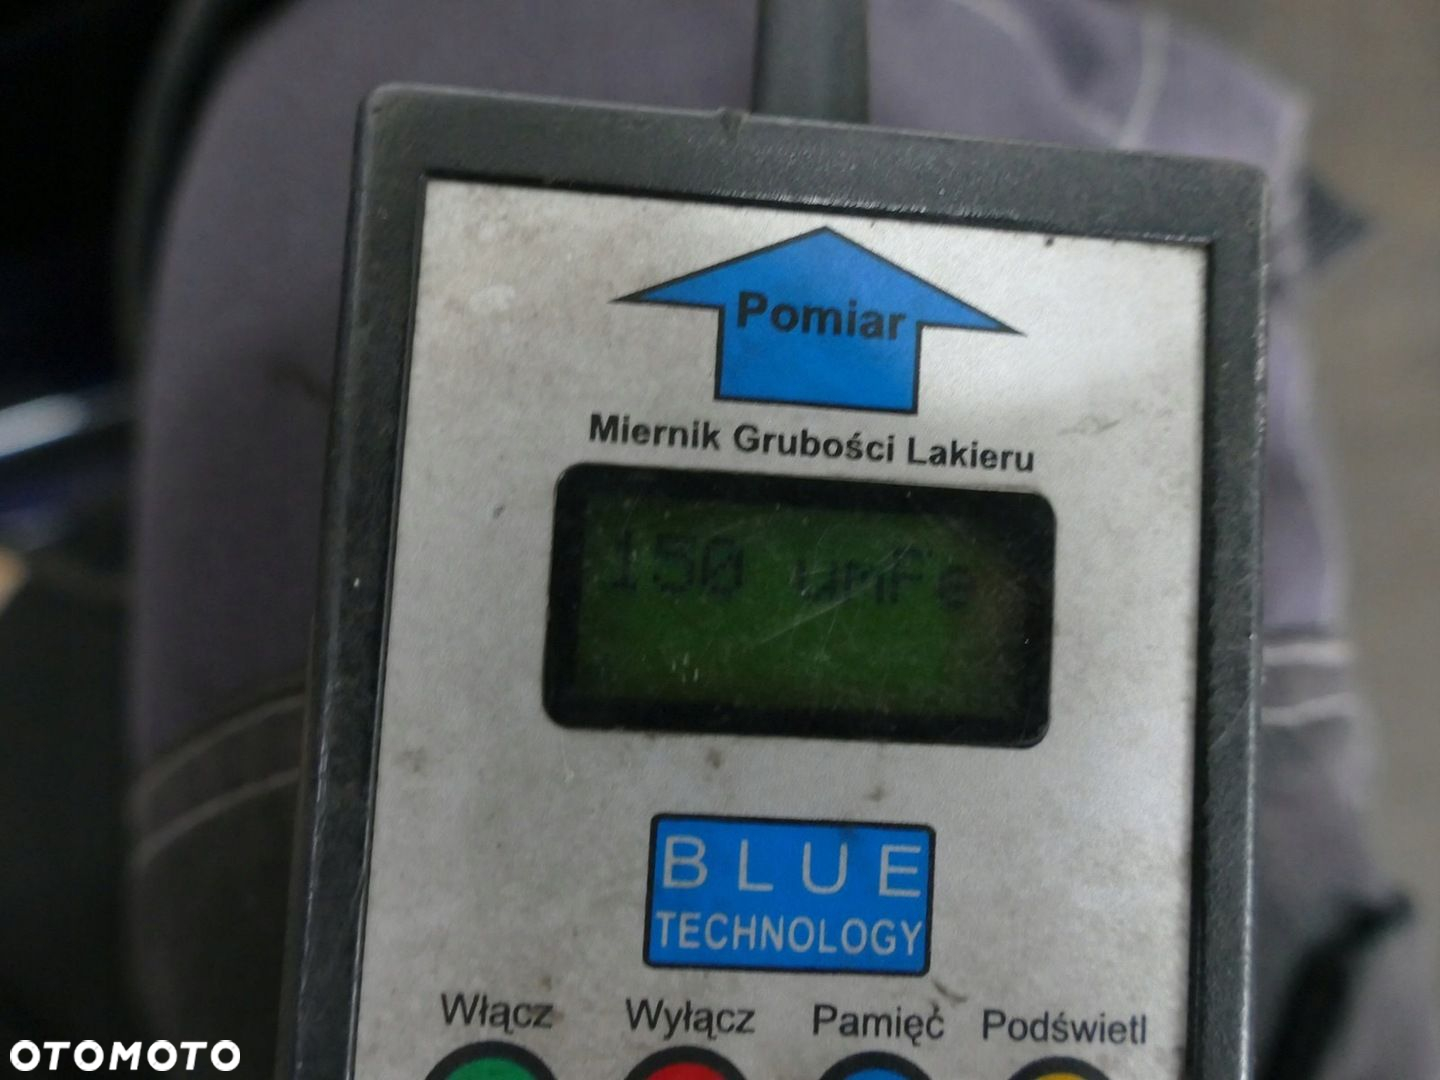 Pomiar
Miernik Grubości Lakieru
150 umFe
BLUE
TECHNOLOGY
Włącz Wyłącz Pamięć Podświetl
OTOMOTO